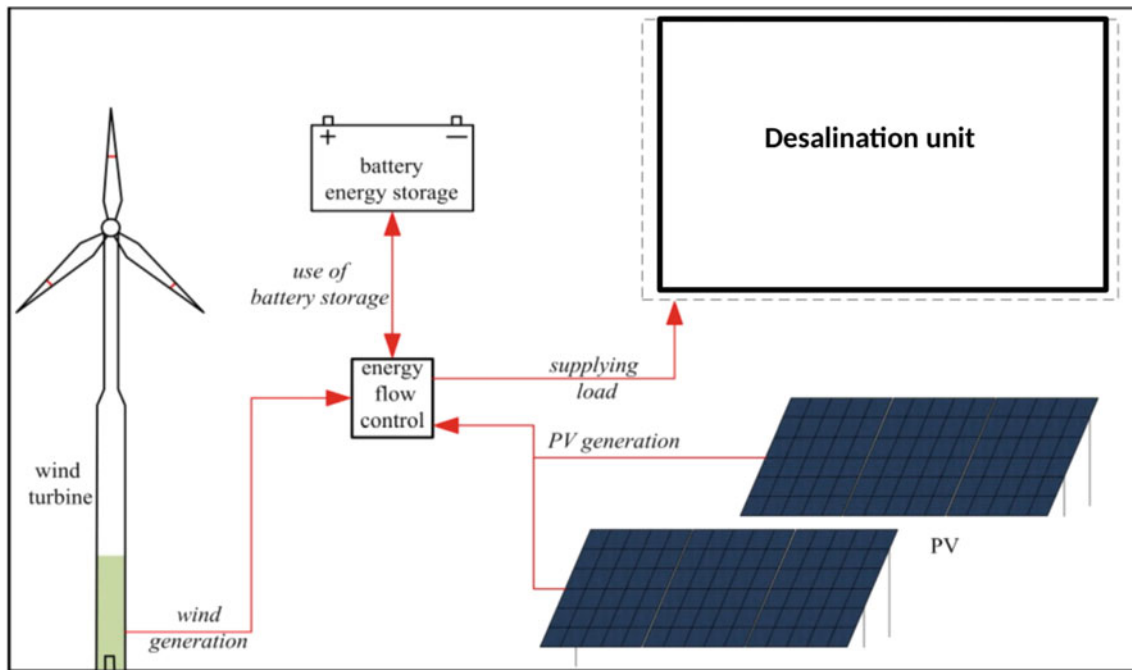 Desalination unit
+ −
battery
energy storage
use of
battery storage
energy
flow
control
supplying
load
PV generation
wind
turbine
PV
wind
generation